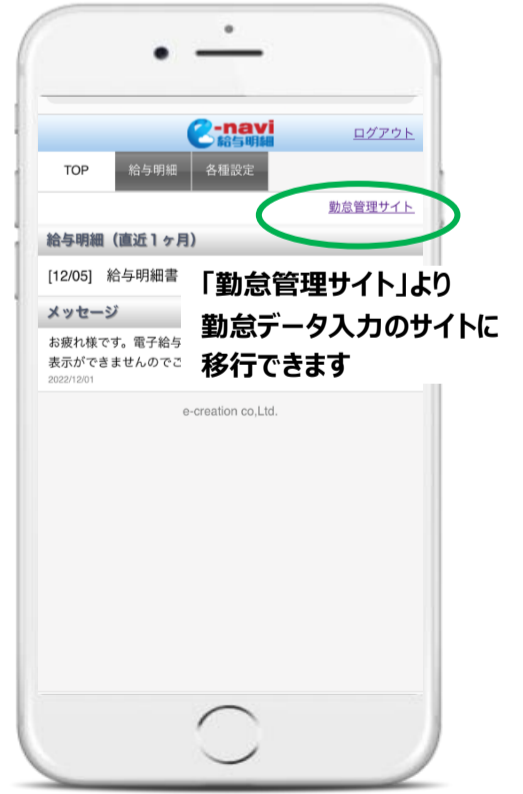 e-navi
給与明細
ログアウト
TOP 給与明細 各種設定
勤怠管理サイト
給与明細（直近１ヶ月）
[12/05] 給与明細書
「勤怠管理サイト」より
勤怠データ入力のサイトに
移行できます
メッセージ
お疲れ様です。電子給与
表示ができませんのでご
2022/12/01
e-creation co,Ltd.